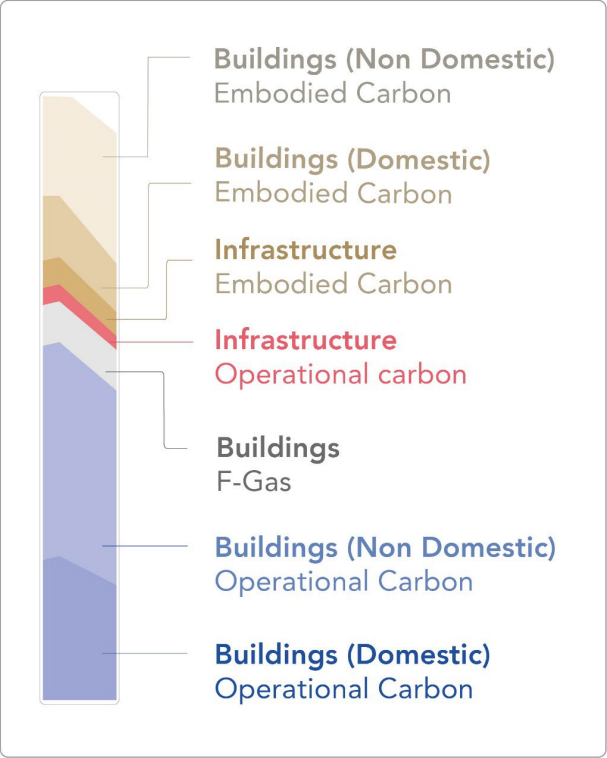 Buildings (Non Domestic)
Embodied Carbon
Buildings (Domestic)
Embodied Carbon
Infrastructure
Embodied Carbon
Infrastructure
Operational carbon
Buildings
F-Gas
Buildings (Non Domestic)
Operational Carbon
Buildings (Domestic)
Operational Carbon